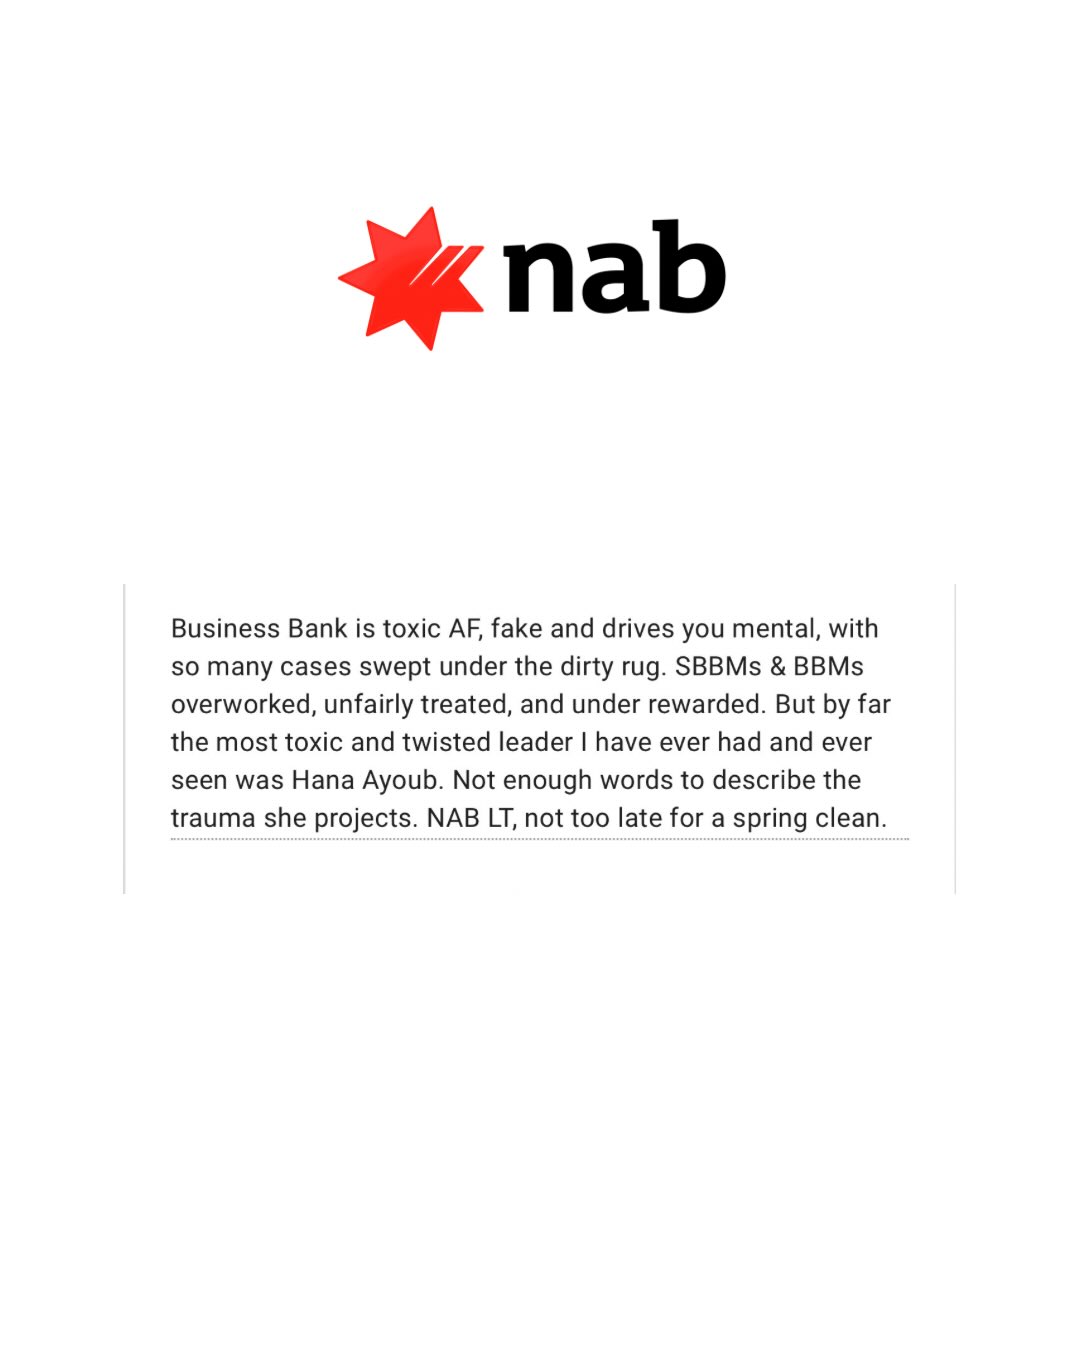 nab
Business Bank is toxic AF, fake and drives you mental, with
so many cases swept under the dirty rug. SBBMs & BBMs
overworked, unfairly treated, and under rewarded. But by far
the most toxic and twisted leader I have ever had and ever
seen was Hana Ayoub. Not enough words to describe the
trauma she projects. NAB LT, not too late for a spring clean.